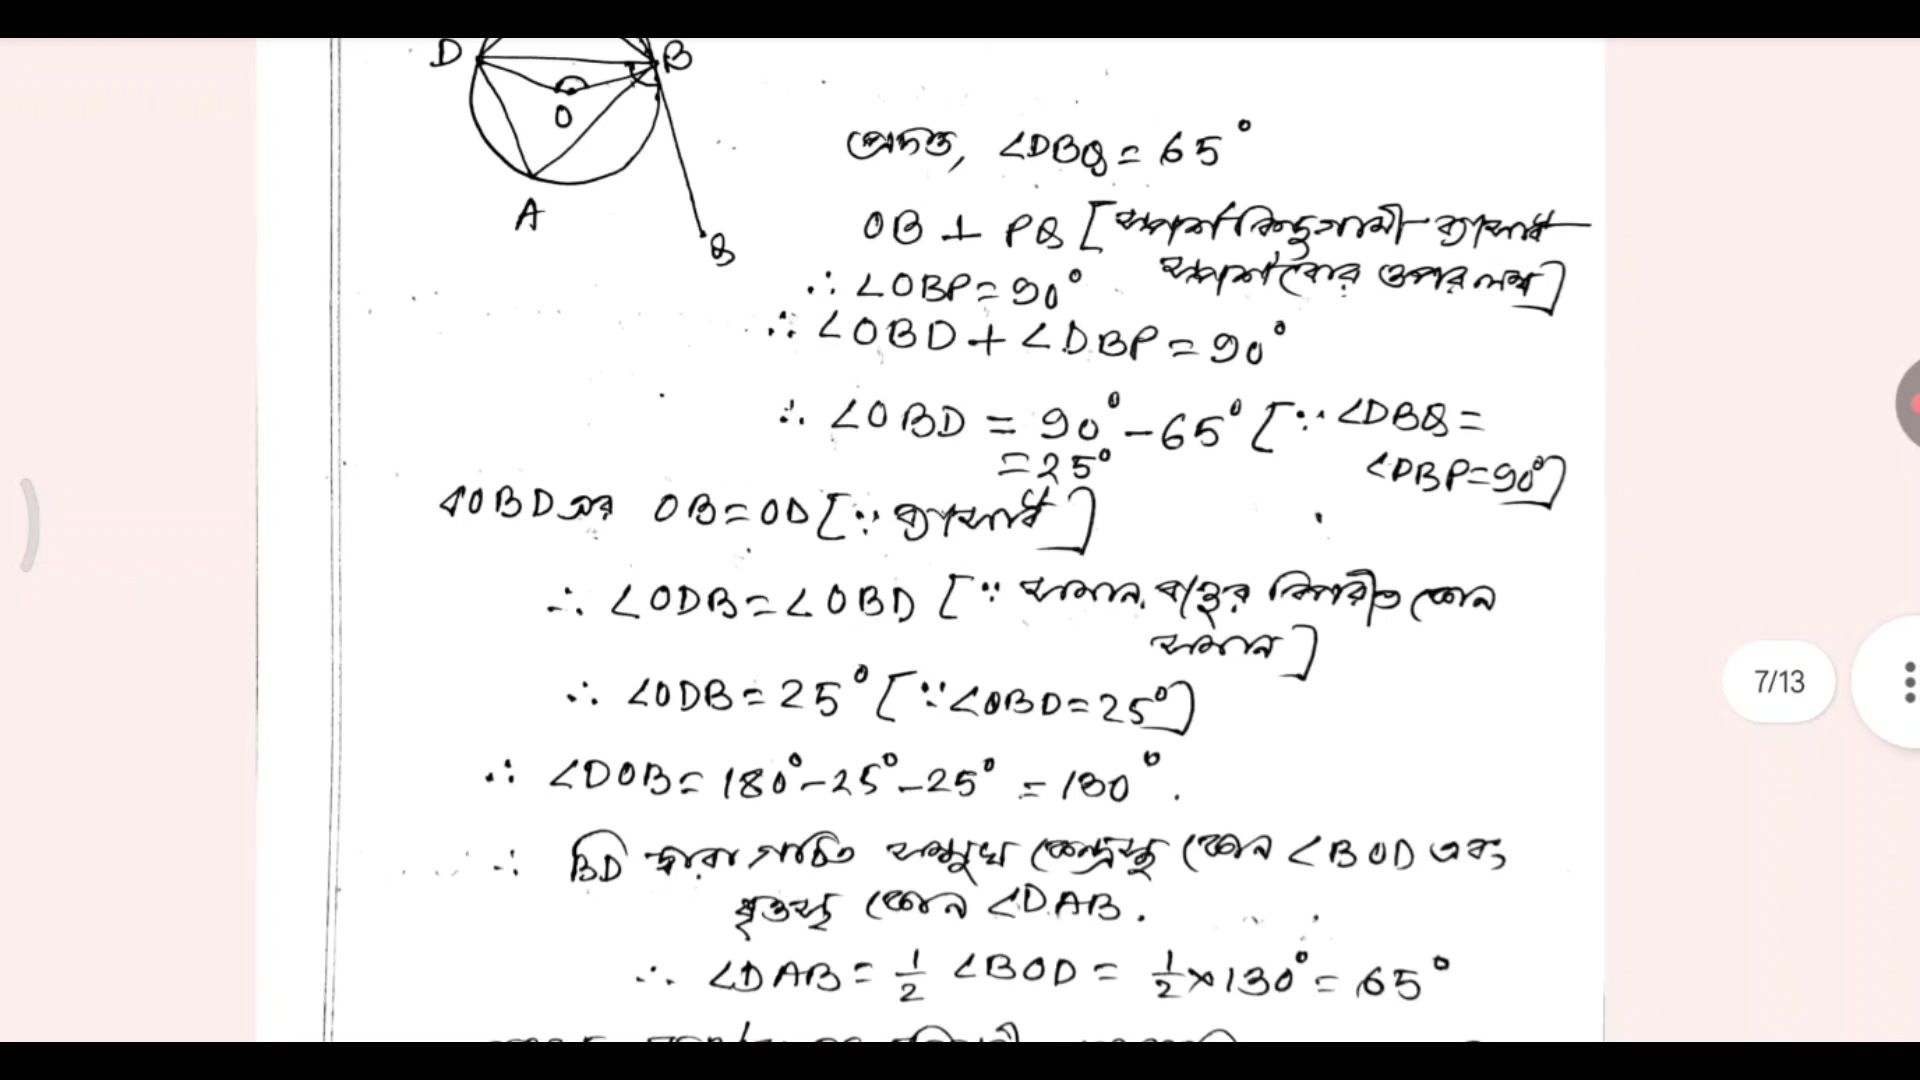 D
B
O
A
Q
প্রদত্ত, ∠DBQ = 65°
OB ⊥ PQ [স্পর্শবিন্দুগামী ব্যাসার্ধ
স্পর্শকের ওপর লম্ব]
∴ ∠OBP = 90°
∴ ∠OBD + ∠DBP = 90°
∴ ∠OBD = 90° - 65° [∵ ∠DBQ =
= 25°
∠DBP = 90°]
∆OBD এর OB = OD [∵ ব্যাসার্ধ]
∴ ∠ODB = ∠OBD [∵ সমান বাহুর বিপরীত কোন
সমান]
∴ ∠ODB = 25° [∵ ∠OBD = 25°]
∴ ∠DOB = 180° - 25° - 25° = 130°.
∴ BD দ্বারা গঠিত সম্মুখ কেন্দ্রস্থ কোন ∠BOD এবং
বৃত্তস্থ কোন ∠DAB.
∴ ∠DAB = 1/2 ∠BOD = 1/2 × 130° = 65°
7/13